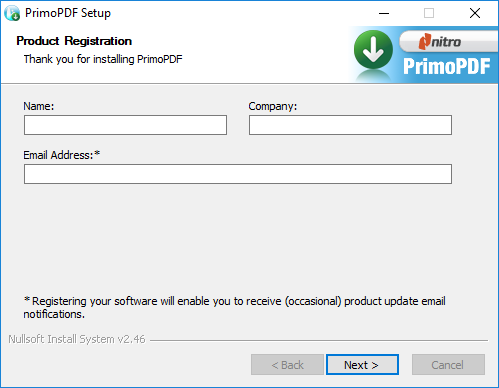 PrimoPDF Setup
Product Registration
Thank you for installing PrimoPDF
nitro
PrimoPDF
Name:
Company:
Email Address:*
* Registering your software will enable you to receive (occasional) product update email
notifications.
Nullsoft Install System v2.46
< Back
Next >
Cancel